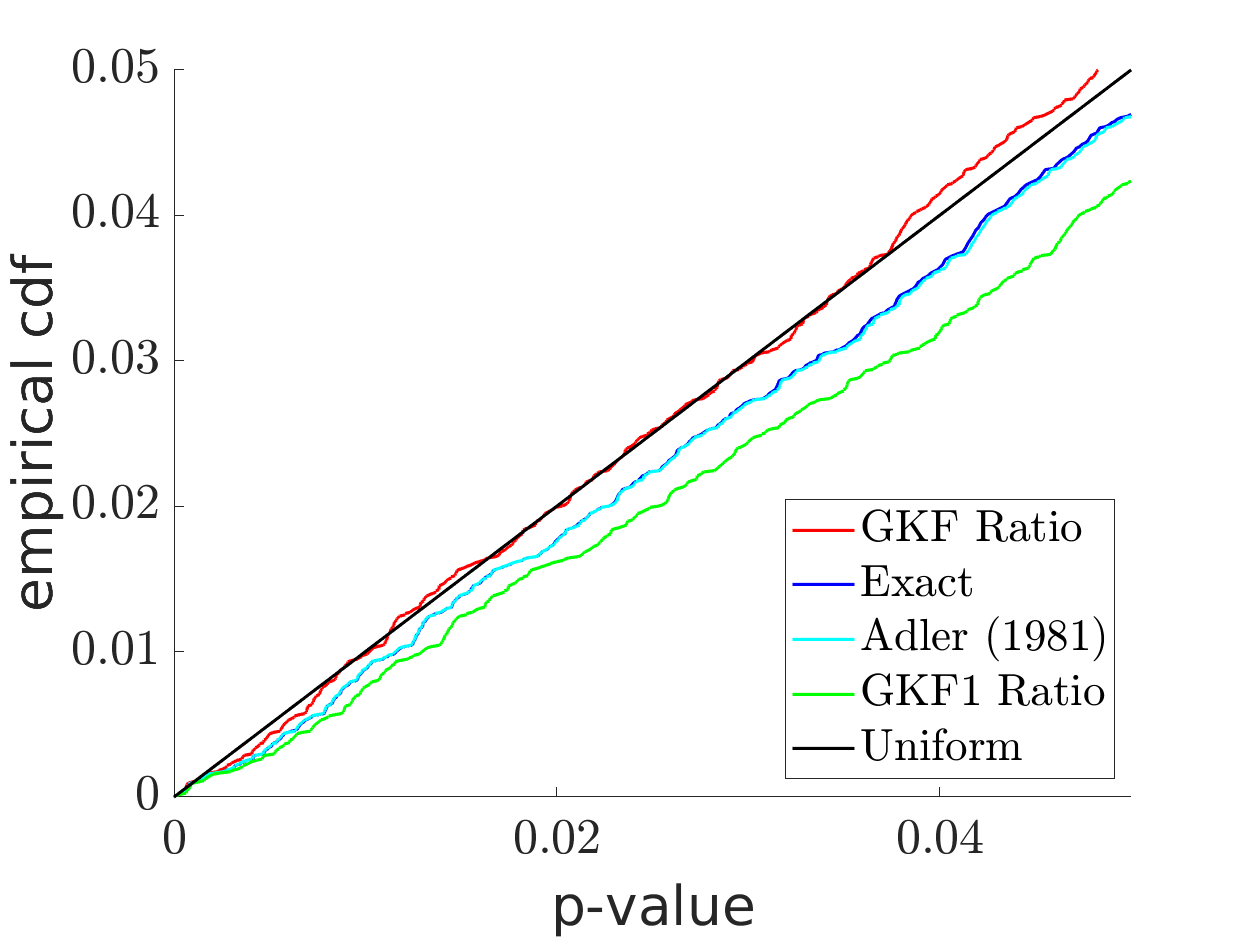 0.05
0.04
0.03
0.02
0.01
0
empirical cdf
GKF Ratio
Exact
Adler (1981)
GKF1 Ratio
Uniform
0 0.02 0.04
p-value